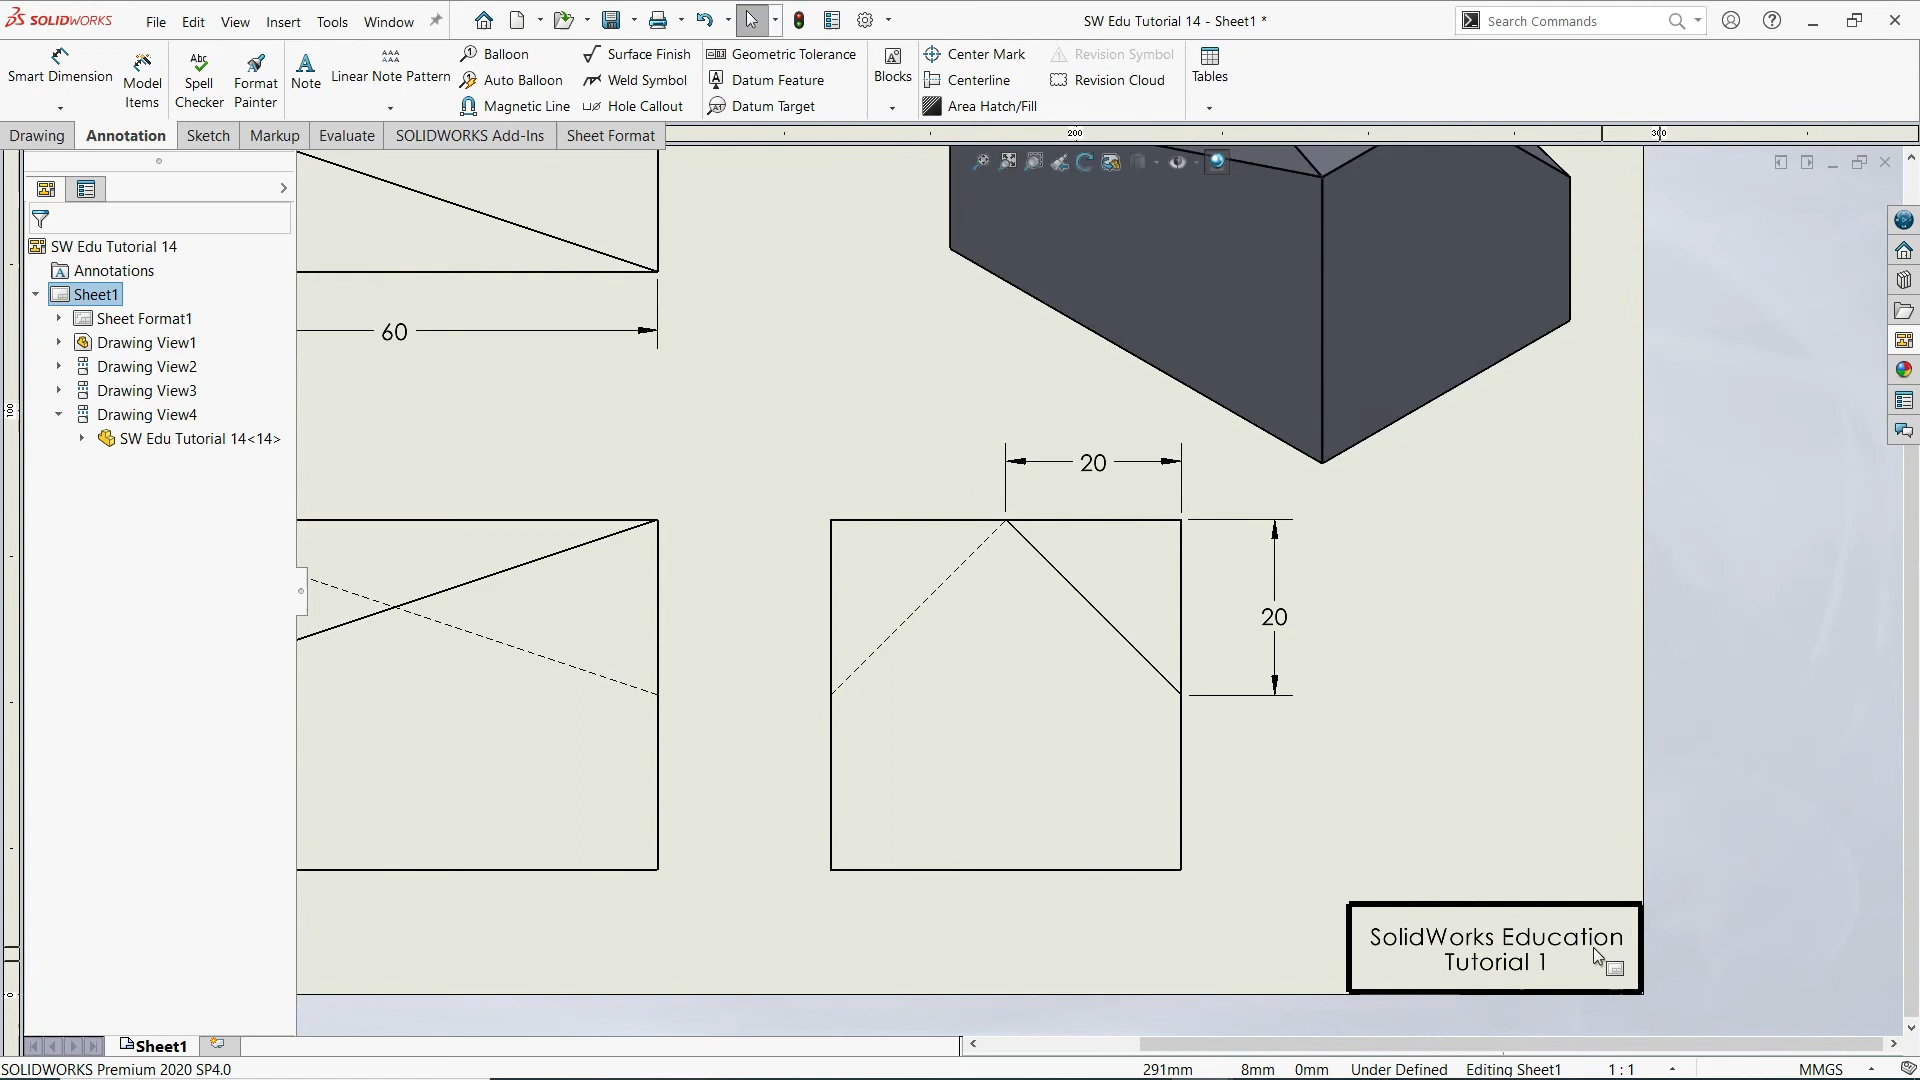 SOLIDWORKS File Edit View Insert Tools Window SW Edu Tutorial 14 - Sheet1 * Search Commands
Smart Dimension
Model Items
Spell Checker
Format Painter
Note
Linear Note Pattern
Balloon
Auto Balloon
Magnetic Line
Surface Finish
Weld Symbol
Hole Callout
Geometric Tolerance
Datum Feature
Datum Target
Blocks
Center Mark
Centerline
Area Hatch/Fill
Revision Symbol
Revision Cloud
Tables
Drawing Annotation Sketch Markup Evaluate SOLIDWORKS Add-Ins Sheet Format
200
300
SW Edu Tutorial 14
Annotations
Sheet1
Sheet Format1
Drawing View1
Drawing View2
Drawing View3
Drawing View4
SW Edu Tutorial 14<14>
100
0
60
20
20
SolidWorks Education
Tutorial 1
Sheet1
SOLIDWORKS Premium 2020 SP4.0 291mm 8mm 0mm Under Defined Editing Sheet1 1 : 1 MMGS